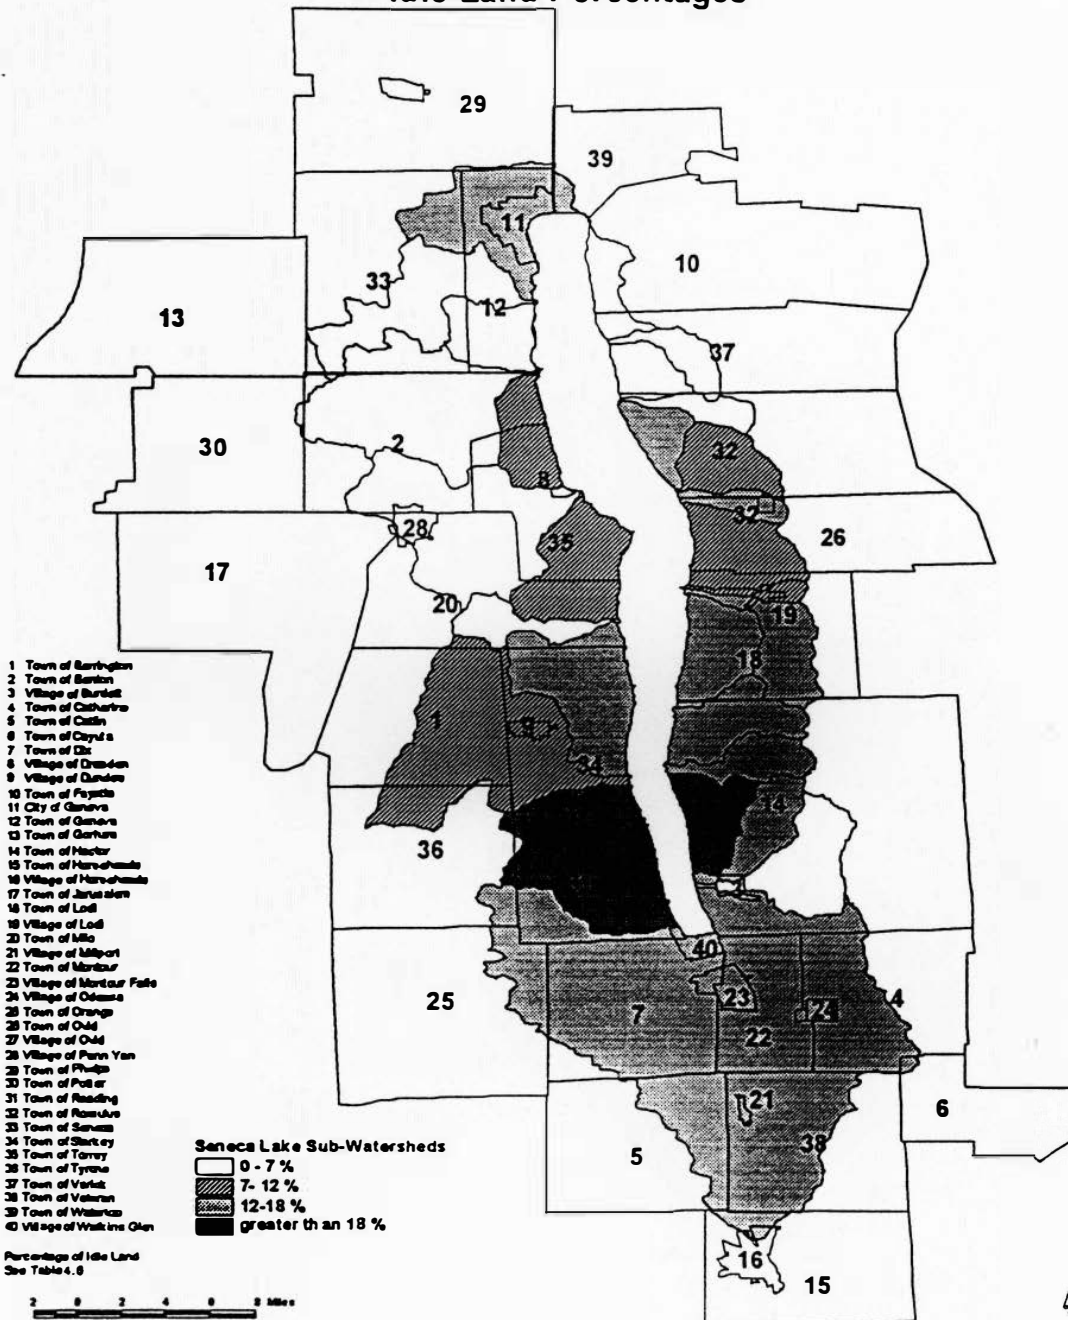 Idle Land Percentages
29
39
11
10
33
13
12
37
30
2
32
8
28
35
26
17
20
19
18
1
9
34
14
36
40
25
23
24
4
7
22
21
6
38
5
16
15
1 Town of Barrington
2 Town of Benton
3 Village of Burdett
4 Town of Catharine
5 Town of Catlin
6 Town of Cayuta
7 Town of Dix
8 Village of Dresden
9 Village of Dundee
10 Town of Fayette
11 City of Geneva
12 Town of Geneva
13 Town of Gorham
14 Town of Hector
15 Town of Horseheads
16 Village of Horseheads
17 Town of Jerusalem
18 Town of Lodi
19 Village of Lodi
20 Town of Milo
21 Village of Millport
22 Town of Montour
23 Village of Montour Falls
24 Village of Odessa
25 Town of Orange
26 Town of Ovid
27 Village of Ovid
28 Village of Penn Yan
29 Town of Phelps
30 Town of Potter
31 Town of Reading
32 Town of Romulus
33 Town of Seneca
34 Town of Starkey
35 Town of Torrey
36 Town of Tyrone
37 Town of Varick
38 Town of Veteran
39 Town of Waterloo
40 Village of Watkins Glen
Seneca Lake Sub-Watersheds
0 - 7 %
7- 12 %
12-18 %
greater than 18 %
Percentage of Idle Land
See Table 4.6
2 0 2 4 6 8 Miles